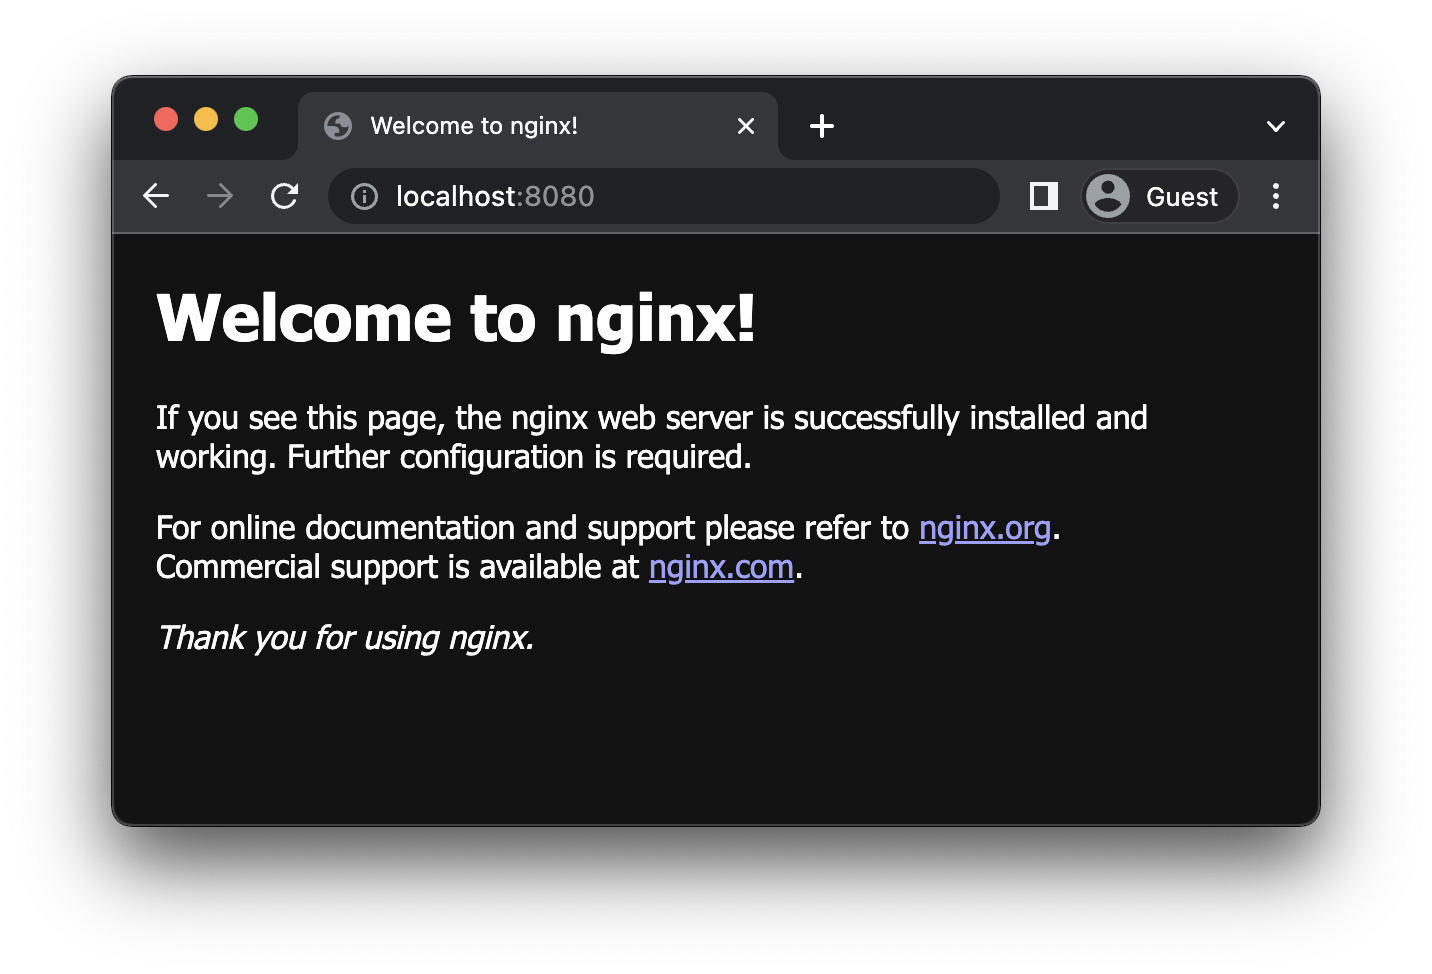 Welcome to nginx!
localhost:8080
Guest
Welcome to nginx!
If you see this page, the nginx web server is successfully installed and
working. Further configuration is required.
For online documentation and support please refer to nginx.org.
Commercial support is available at nginx.com.
Thank you for using nginx.